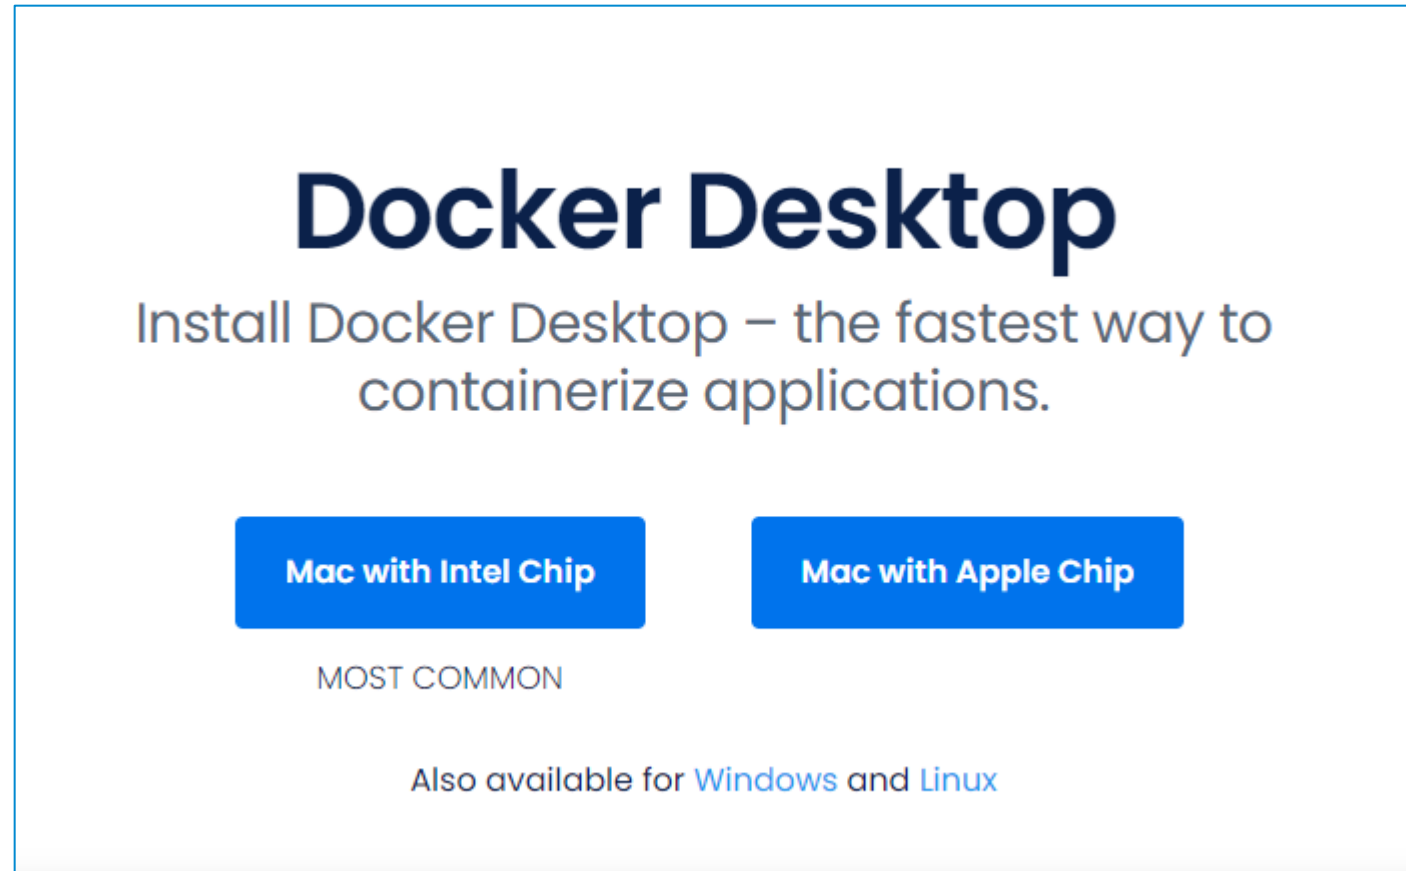 Docker Desktop
Install Docker Desktop – the fastest way to
containerize applications.
Mac with Intel Chip
Mac with Apple Chip
MOST COMMON
Also available for Windows and Linux